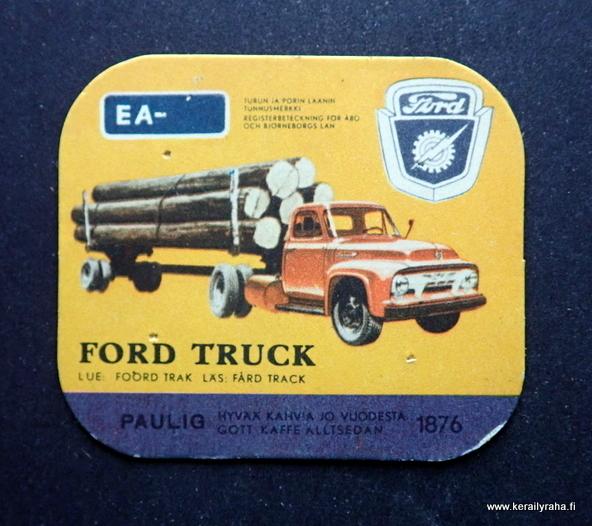 EA-
TURUN JA PORIN LÄÄNIN
TUNNUSMERKKI
REGISTERBETECKNING FÖR ÅBO
OCH BJÖRNEBORGS LÄN
Ford
FORD TRUCK
LUE: FOORD TRAK LÄS: FÅRD TRACK
PAULIG
HYVÄÄ KAHVIA JO VUODESTA
GOTT KAFFE ALLTSEDAN
1876
www.kerailyraha.fi